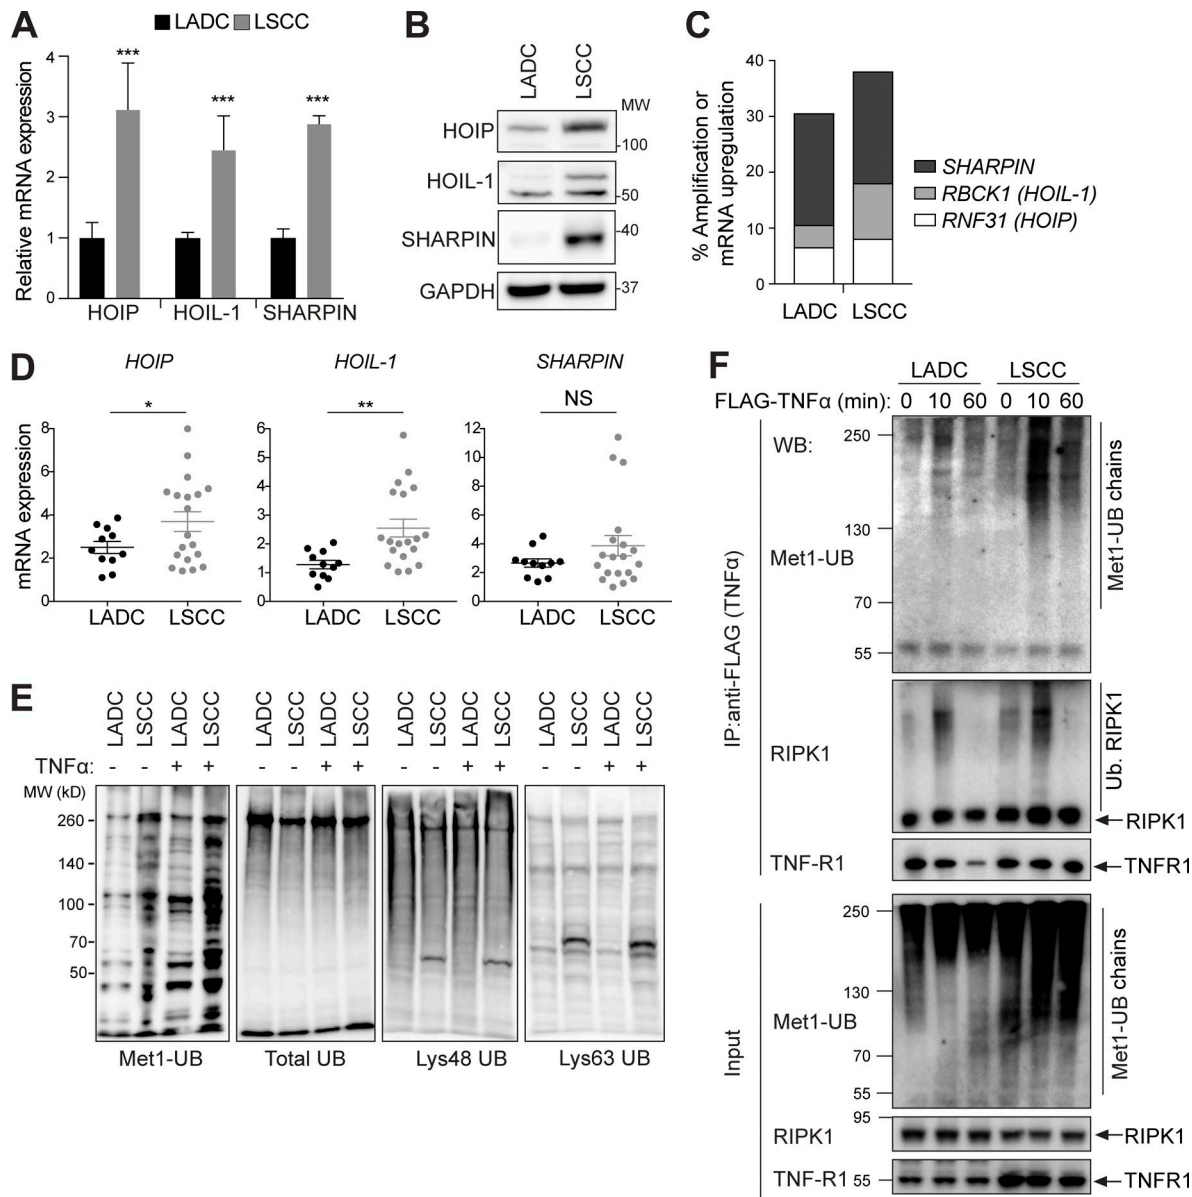 A
LADC LSCC
Relative mRNA expression
4
3
2
1
0
***
***
***
HOIP HOIL-1 SHARPIN
B
LADC LSCC
MW
HOIP
-100
HOIL-1
-50
SHARPIN
-40
GAPDH
-37
C
% Amplification or
mRNA upregulation
40
30
20
10
0
LADC LSCC
SHARPIN
RBCK1 (HOIL-1)
RNF31 (HOIP)
D
mRNA expression
HOIP
*
8
6
4
2
0
LADC LSCC
HOIL-1
**
6
5
4
3
2
1
0
LADC LSCC
SHARPIN
NS
12
10
8
6
4
2
0
LADC LSCC
E
LADC LSCC LADC LSCC LADC LSCC LADC LSCC LADC LSCC LADC LSCC LADC LSCC LADC LSCC
TNFα: - - + + - - + + - - + + - - + +
MW (kD)
260
140
100
70
50
Met1-UB Total UB Lys48 UB Lys63 UB
F
LADC LSCC
FLAG-TNFα (min): 0 10 60 0 10 60
IP:anti-FLAG (TNFα)
WB:
250
Met1-UB
130
70
55
Met1-UB chains
RIPK1
Ub. RIPK1
RIPK1
TNF-R1
TNFR1
Input
250
Met1-UB
130
70
55
Met1-UB chains
95
RIPK1
RIPK1
TNF-R1 55
TNFR1